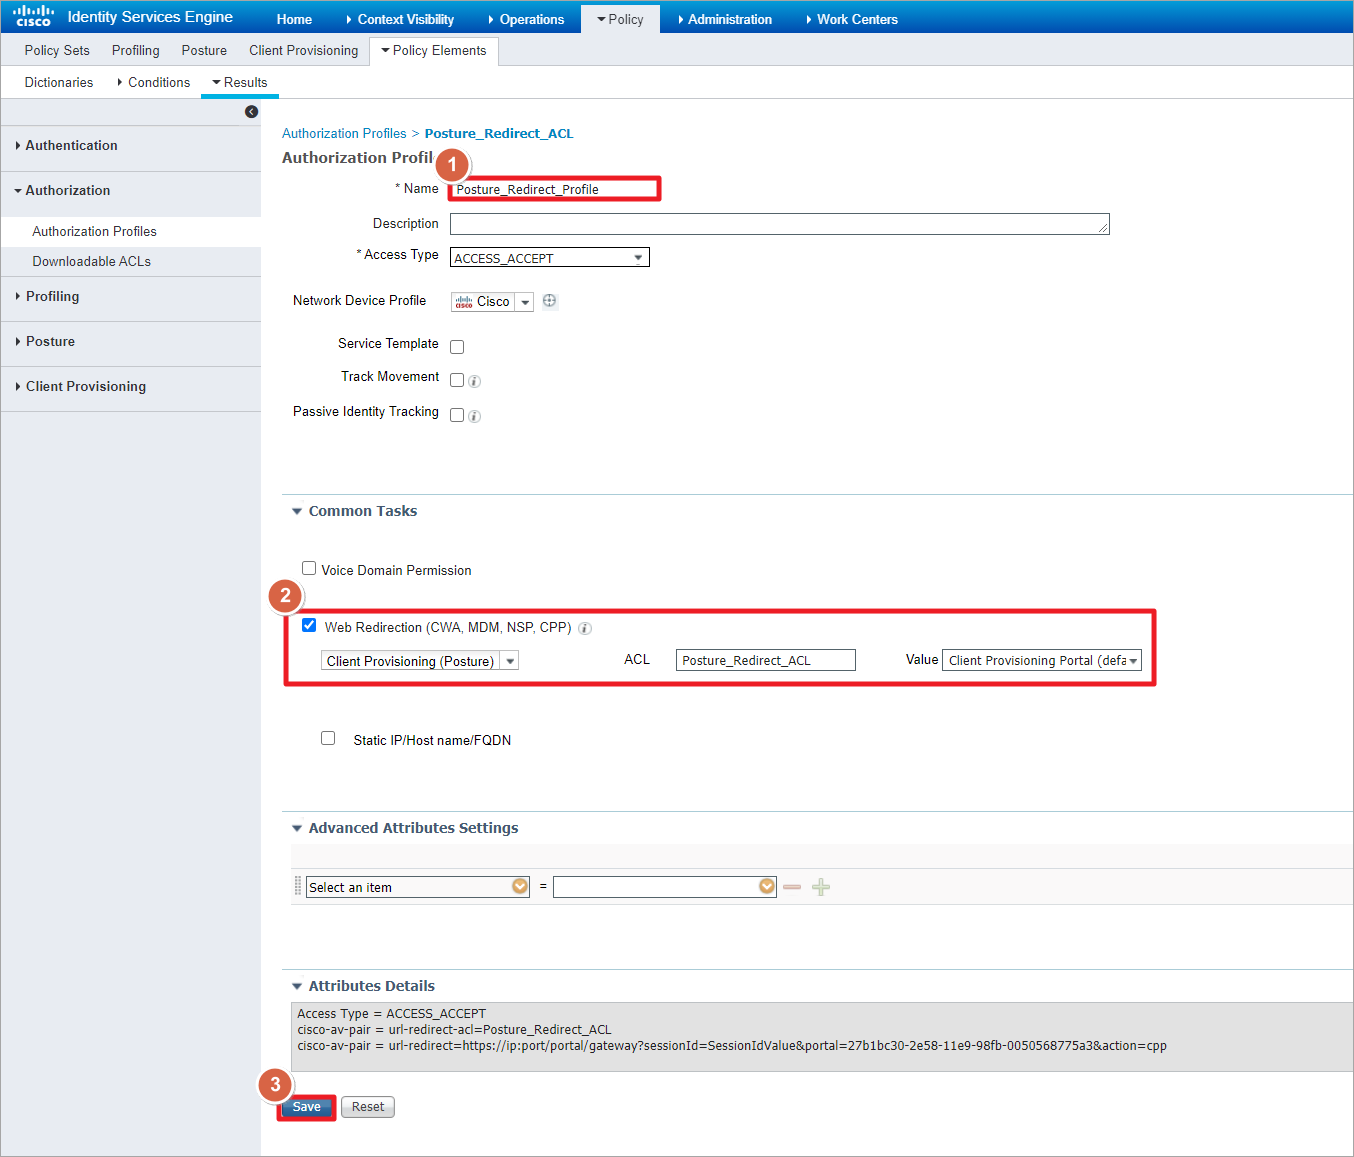 cisco Identity Services Engine Home Context Visibility Operations Policy Administration Work Centers
Policy Sets Profiling Posture Client Provisioning Policy Elements
Dictionaries Conditions Results
Authentication
Authorization
Authorization Profiles
Downloadable ACLs
Profiling
Posture
Client Provisioning
Authorization Profiles > Posture_Redirect_ACL
Authorization Profil
1
* Name Posture_Redirect_Profile
Description
* Access Type ACCESS_ACCEPT
Network Device Profile cisco Cisco
Service Template
Track Movement i
Passive Identity Tracking i
Common Tasks
Voice Domain Permission
2
Web Redirection (CWA, MDM, NSP, CPP) i
Client Provisioning (Posture) ACL Posture_Redirect_ACL Value Client Provisioning Portal (defa
Static IP/Host name/FQDN
Advanced Attributes Settings
Select an item =
Attributes Details
Access Type = ACCESS_ACCEPT
cisco-av-pair = url-redirect-acl=Posture_Redirect_ACL
cisco-av-pair = url-redirect=https://ip:port/portal/gateway?sessionId=SessionIdValue&portal=27b1bc30-2e58-11e9-98fb-0050568775a3&action=cpp
3
Save Reset